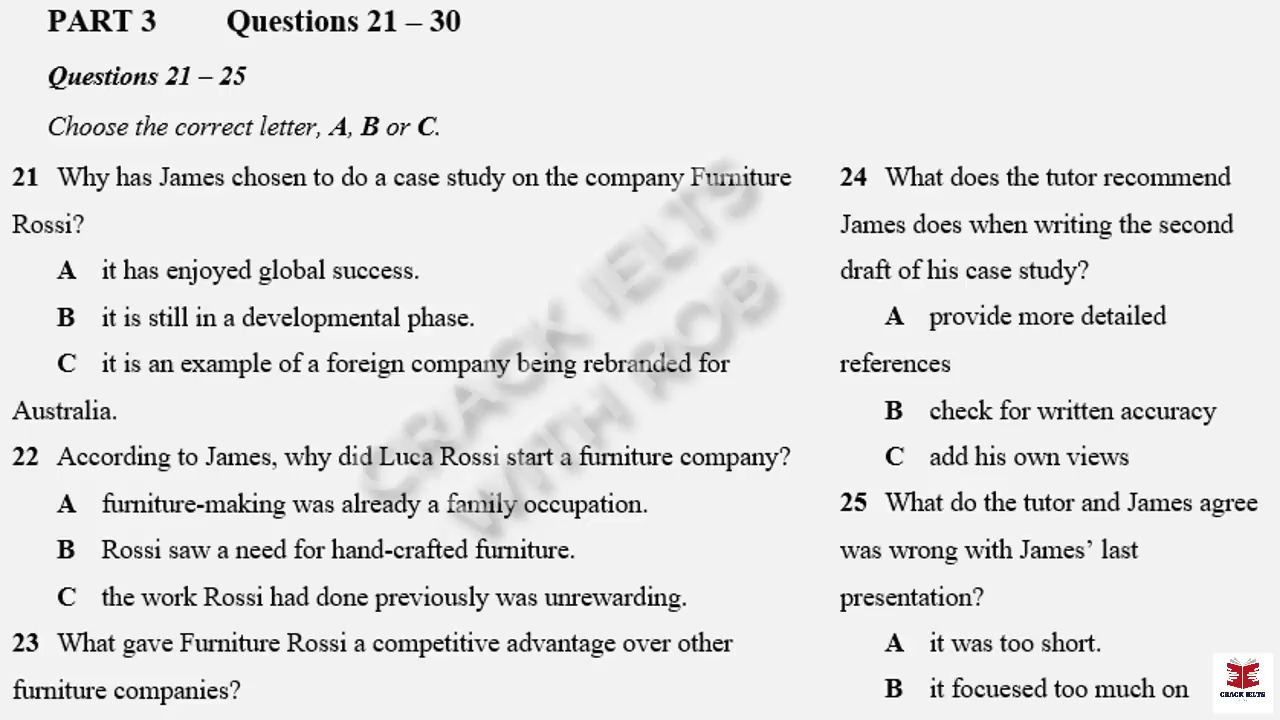 PART 3 Questions 21 – 30
Questions 21 – 25
Choose the correct letter, A, B or C.
21 Why has James chosen to do a case study on the company Furniture
Rossi?
A it has enjoyed global success.
B it is still in a developmental phase.
C it is an example of a foreign company being rebranded for
Australia.
22 According to James, why did Luca Rossi start a furniture company?
A furniture-making was already a family occupation.
B Rossi saw a need for hand-crafted furniture.
C the work Rossi had done previously was unrewarding.
23 What gave Furniture Rossi a competitive advantage over other
furniture companies?
24 What does the tutor recommend
James does when writing the second
draft of his case study?
A provide more detailed
references
B check for written accuracy
C add his own views
25 What do the tutor and James agree
was wrong with James’ last
presentation?
A it was too short.
B it focuesed too much on
CRACK IELTS
WITH ROB
CRACK IELTS